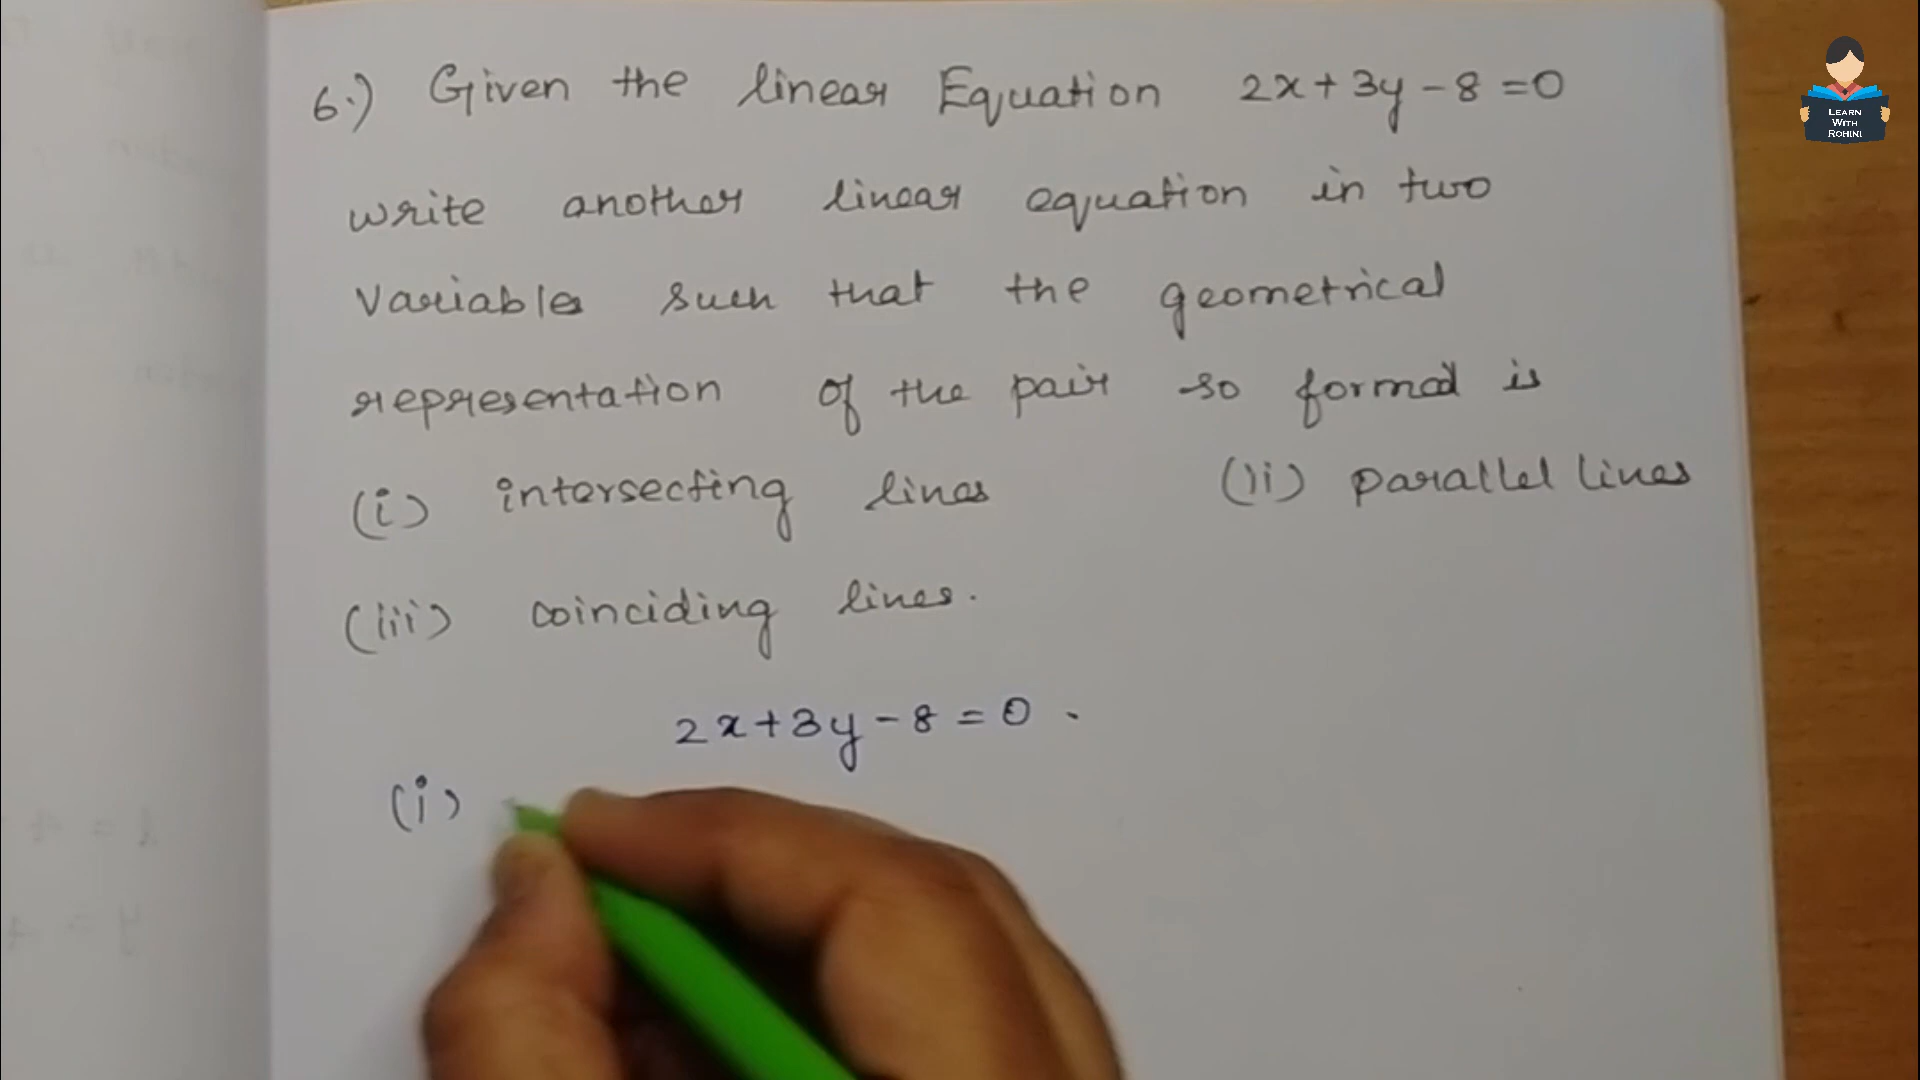 6.) Given the linear Equation 2x+3y-8=0
write another linear equation in two
variables such that the geometrical
representation of the pair so formed is
(i) intersecting lines (ii) parallel lines
(iii) coinciding lines.
2x+3y-8=0.
(i)
LEARN
WITH
ROHINI